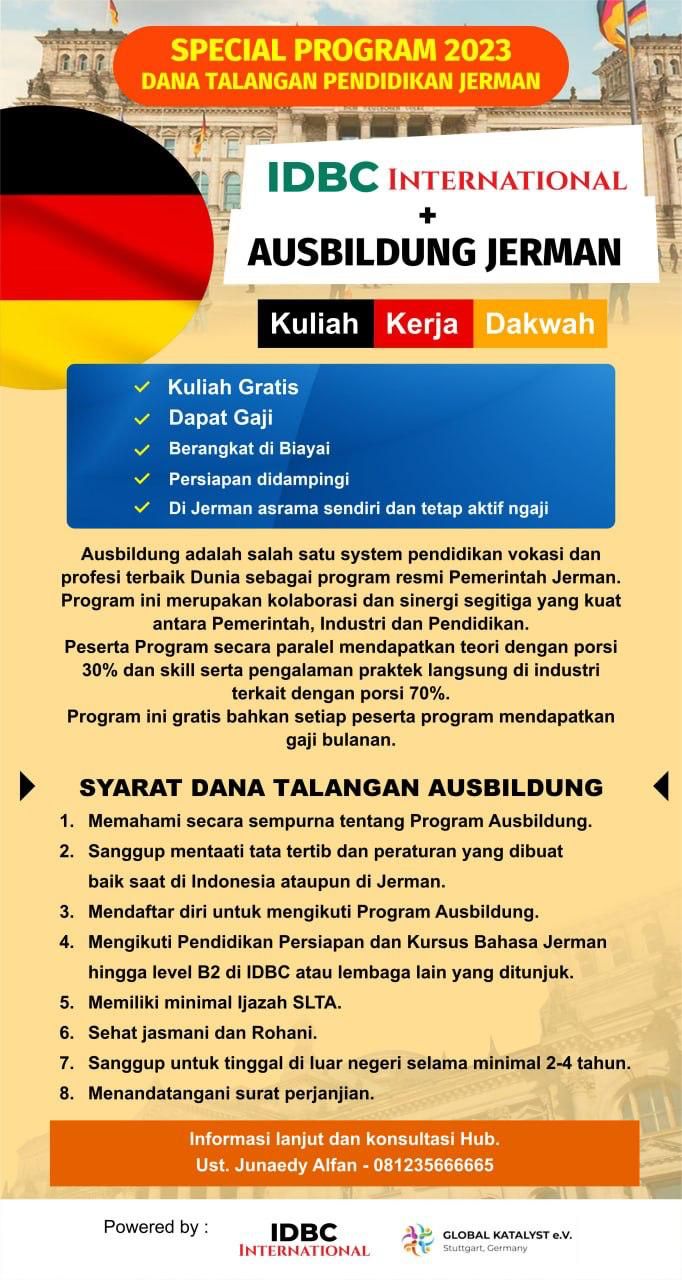 SPECIAL PROGRAM 2023
DANA TALANGAN PENDIDIKAN JERMAN
IDBC INTERNATIONAL
+
AUSBILDUNG JERMAN
Kuliah Kerja Dakwah
Kuliah Gratis
Dapat Gaji
Berangkat di Biayai
Persiapan didampingi
Di Jerman asrama sendiri dan tetap aktif ngaji
Ausbildung adalah salah satu system pendidikan vokasi dan
profesi terbaik Dunia sebagai program resmi Pemerintah Jerman.
Program ini merupakan kolaborasi dan sinergi segitiga yang kuat
antara Pemerintah, Industri dan Pendidikan.
Peserta Program secara paralel mendapatkan teori dengan porsi
30% dan skill serta pengalaman praktek langsung di industri
terkait dengan porsi 70%.
Program ini gratis bahkan setiap peserta program mendapatkan
gaji bulanan.
SYARAT DANA TALANGAN AUSBILDUNG
1. Memahami secara sempurna tentang Program Ausbildung.
2. Sanggup mentaati tata tertib dan peraturan yang dibuat
baik saat di Indonesia ataupun di Jerman.
3. Mendaftar diri untuk mengikuti Program Ausbildung.
4. Mengikuti Pendidikan Persiapan dan Kursus Bahasa Jerman
hingga level B2 di IDBC atau lembaga lain yang ditunjuk.
5. Memiliki minimal Ijazah SLTA.
6. Sehat jasmani dan Rohani.
7. Sanggup untuk tinggal di luar negeri selama minimal 2-4 tahun.
8. Menandatangani surat perjanjian.
Informasi lanjut dan konsultasi Hub.
Ust. Junaedy Alfan - 081235666665
Powered by :
IDBC
INTERNATIONAL
GLOBAL KATALYST e.V.
Stuttgart, Germany